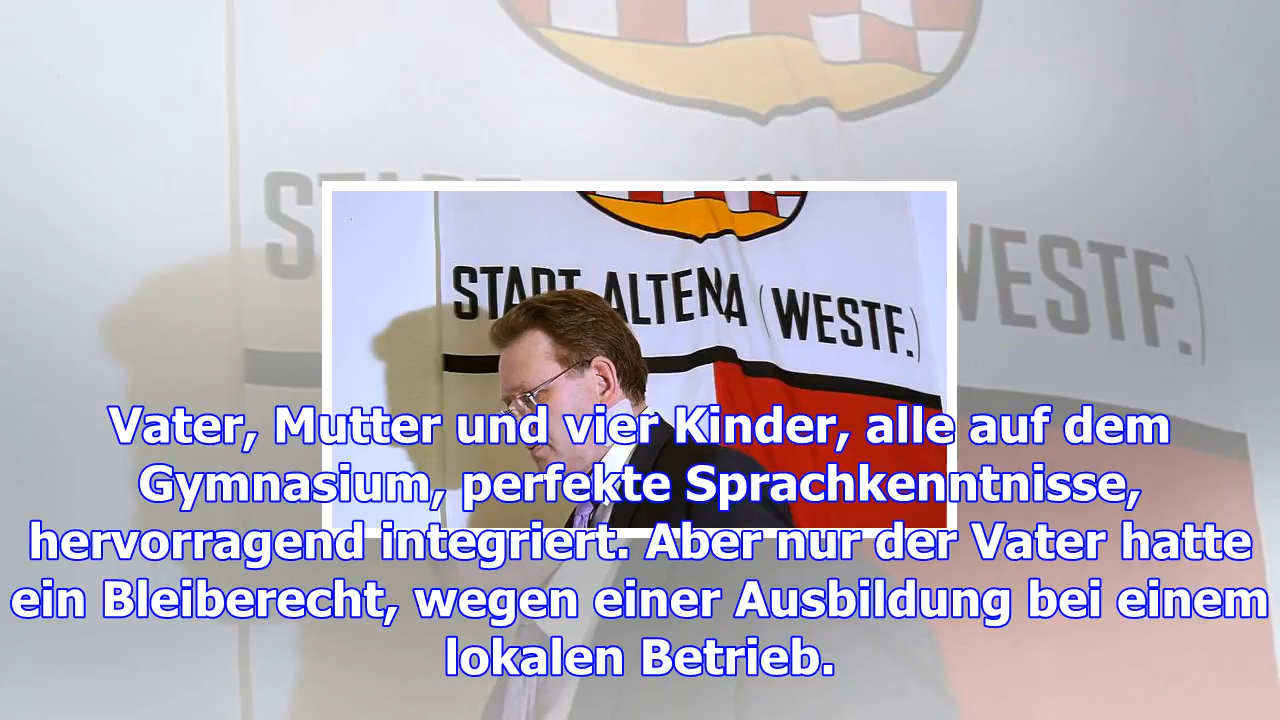 STADT ALTENA (WESTF.)
Vater, Mutter und vier Kinder, alle auf dem
Gymnasium, perfekte Sprachkenntnisse,
hervorragend integriert. Aber nur der Vater hatte
ein Bleiberecht, wegen einer Ausbildung bei einem
lokalen Betrieb.